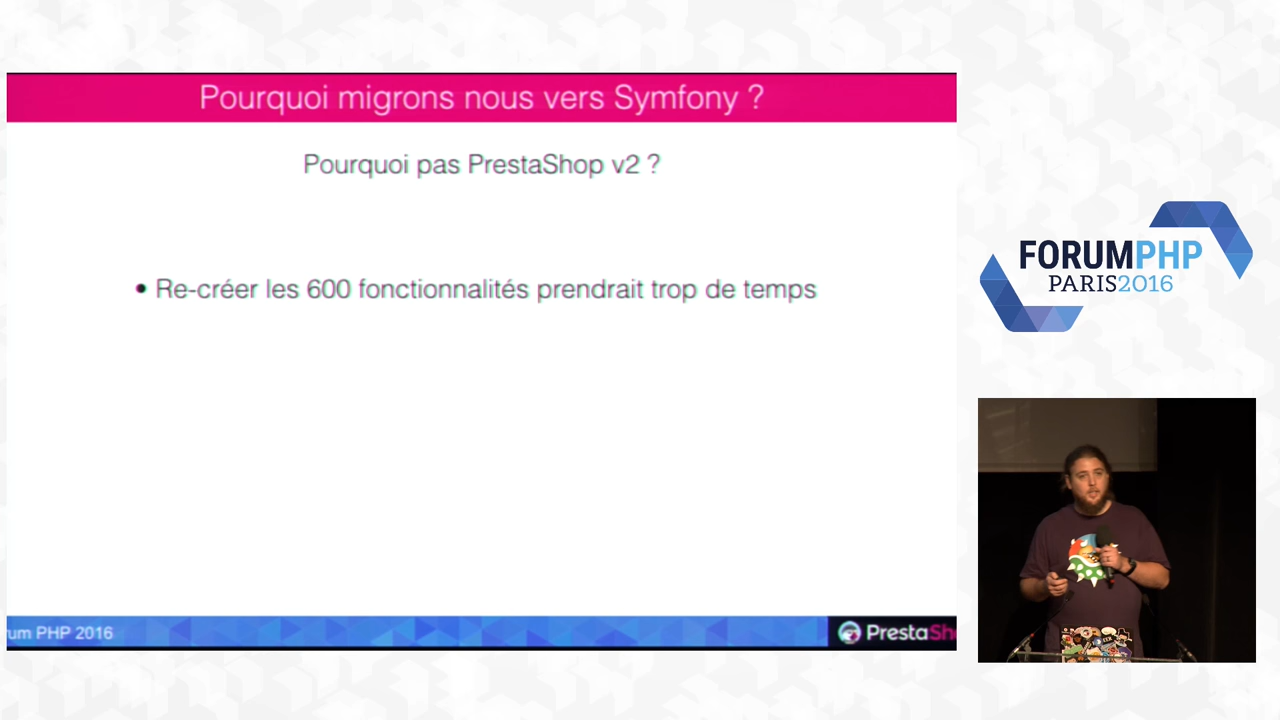 Pourquoi migrons nous vers Symfony ?
Pourquoi pas PrestaShop v2 ?
• Re-créer les 600 fonctionnalités prendrait trop de temps
um PHP 2016
PrestaSh
FORUMPHP
PARIS2016